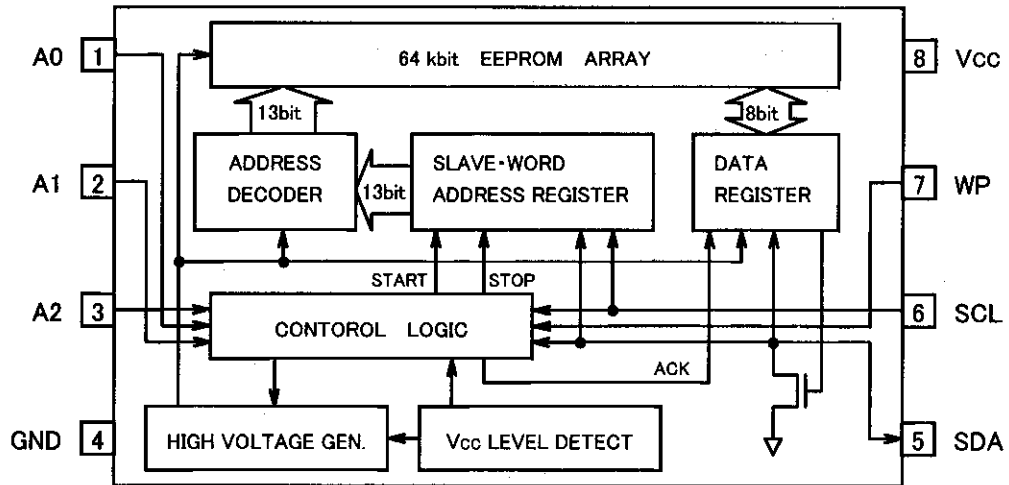 A0 1
64 kbit EEPROM ARRAY
8 Vcc
13bit
8bit
A1 2
ADDRESS
DECODER
13bit
SLAVE・WORD
ADDRESS REGISTER
DATA
REGISTER
7 WP
START
STOP
A2 3
CONTOROL LOGIC
6 SCL
ACK
GND 4
HIGH VOLTAGE GEN.
Vcc LEVEL DETECT
5 SDA